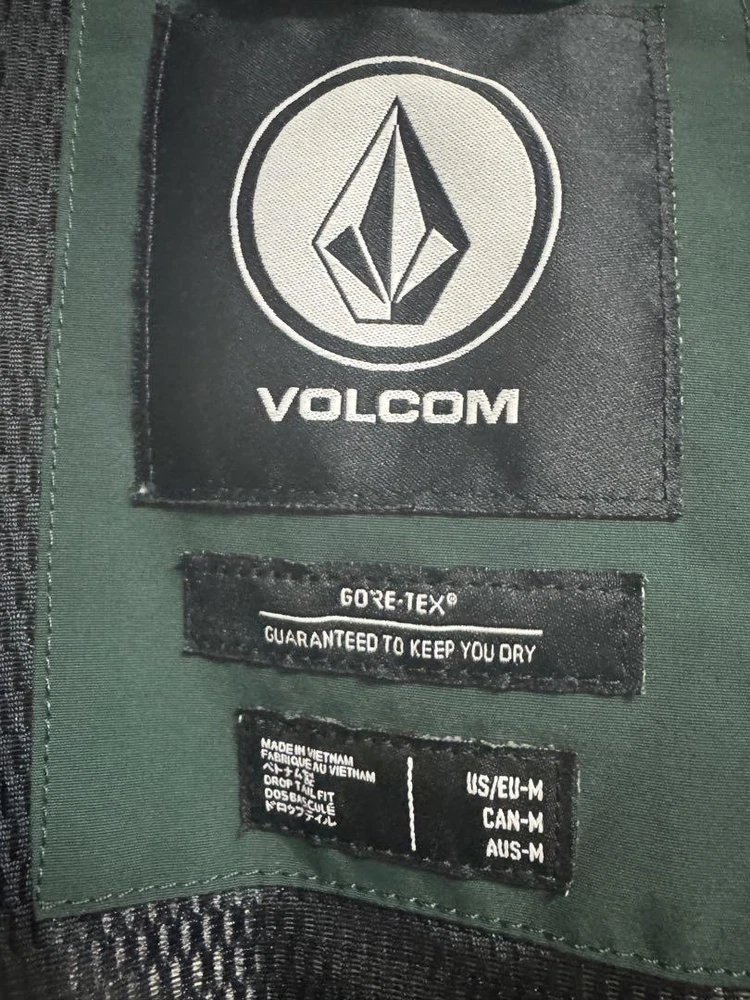 VOLCOM
GORE-TEX®
GUARANTEED TO KEEP YOU DRY
MADE IN VIETNAM
FABRIQUE AU VIETNAM
ベトナム製
DROP TAIL FIT
DOS BASCULÉ
ドロップテイル
US/EU-M
CAN-M
AUS-M